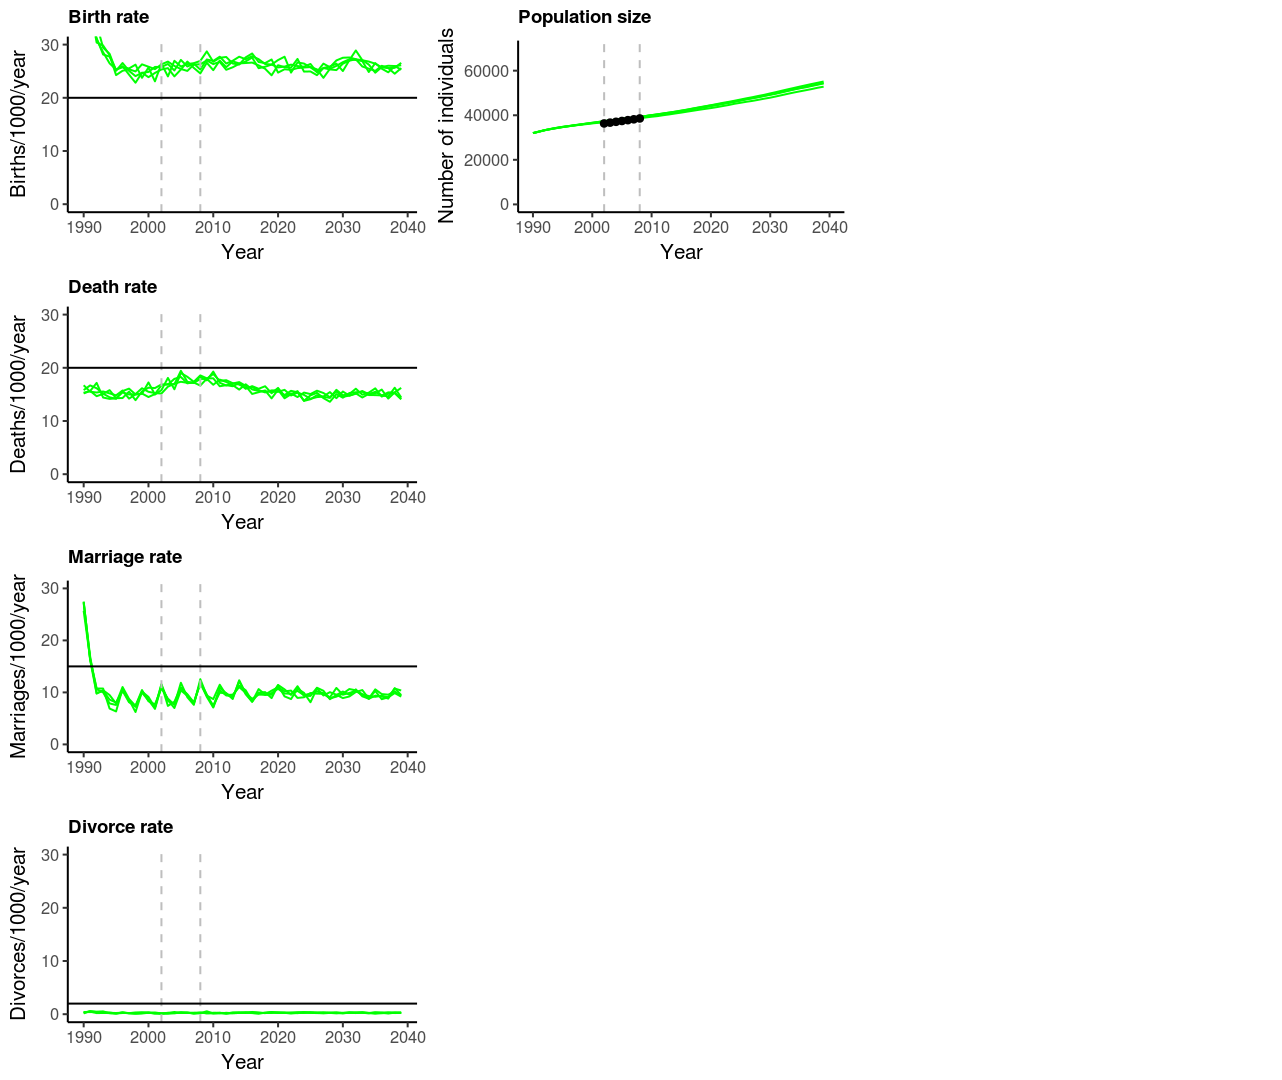 Birth rate
Births/1000/year
30
20
10
0
1990 2000 2010 2020 2030 2040
Year
Population size
Number of individuals
60000
40000
20000
0
1990 2000 2010 2020 2030 2040
Year
Death rate
Deaths/1000/year
30
20
10
0
1990 2000 2010 2020 2030 2040
Year
Marriage rate
Marriages/1000/year
30
20
10
0
1990 2000 2010 2020 2030 2040
Year
Divorce rate
Divorces/1000/year
30
20
10
0
1990 2000 2010 2020 2030 2040
Year